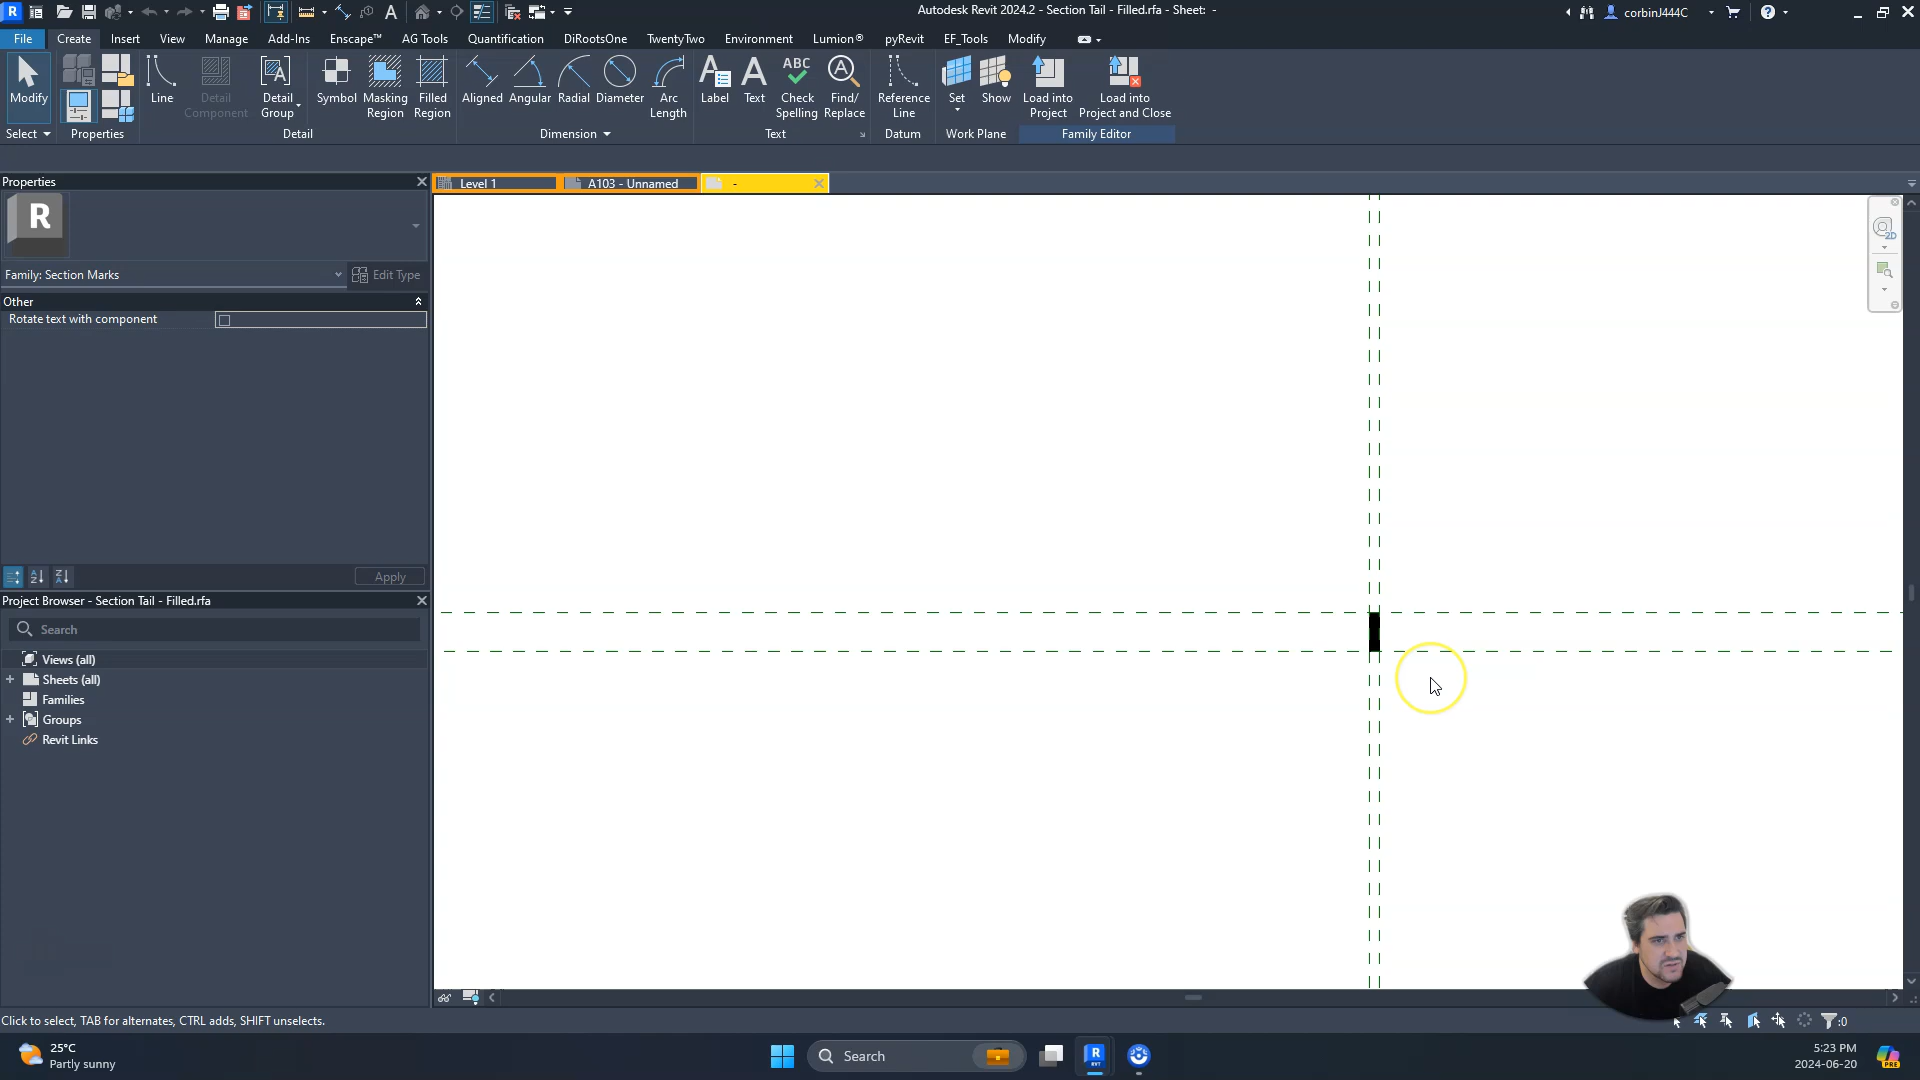 Autodesk Revit 2024.2 - Section Tail - Filled.rfa - Sheet: -
corbinJ444C
File Create Insert View Manage Add-Ins Enscape™ AG Tools Quantification DiRootsOne TwentyTwo Environment Lumion® pyRevit EF_Tools Modify
Modify
Line
Detail Component
Detail Group
Symbol
Masking Region
Filled Region
Aligned
Angular
Radial
Diameter
Arc Length
Label
Text
ABC
Check Spelling
Find/ Replace
Reference Line
Set
Show
Load into Project
Load into Project and Close
Select Properties Detail Dimension Text Datum Work Plane Family Editor
Properties
Level 1
A103 - Unnamed
-
R
2D
Family: Section Marks
Edit Type
Other
Rotate text with component
Apply
Project Browser - Section Tail - Filled.rfa
Search
Views (all)
Sheets (all)
Families
Groups
Revit Links
Click to select, TAB for alternates, CTRL adds, SHIFT unselects.
:0
25°C
Partly sunny
Search
5:23 PM
2024-06-20